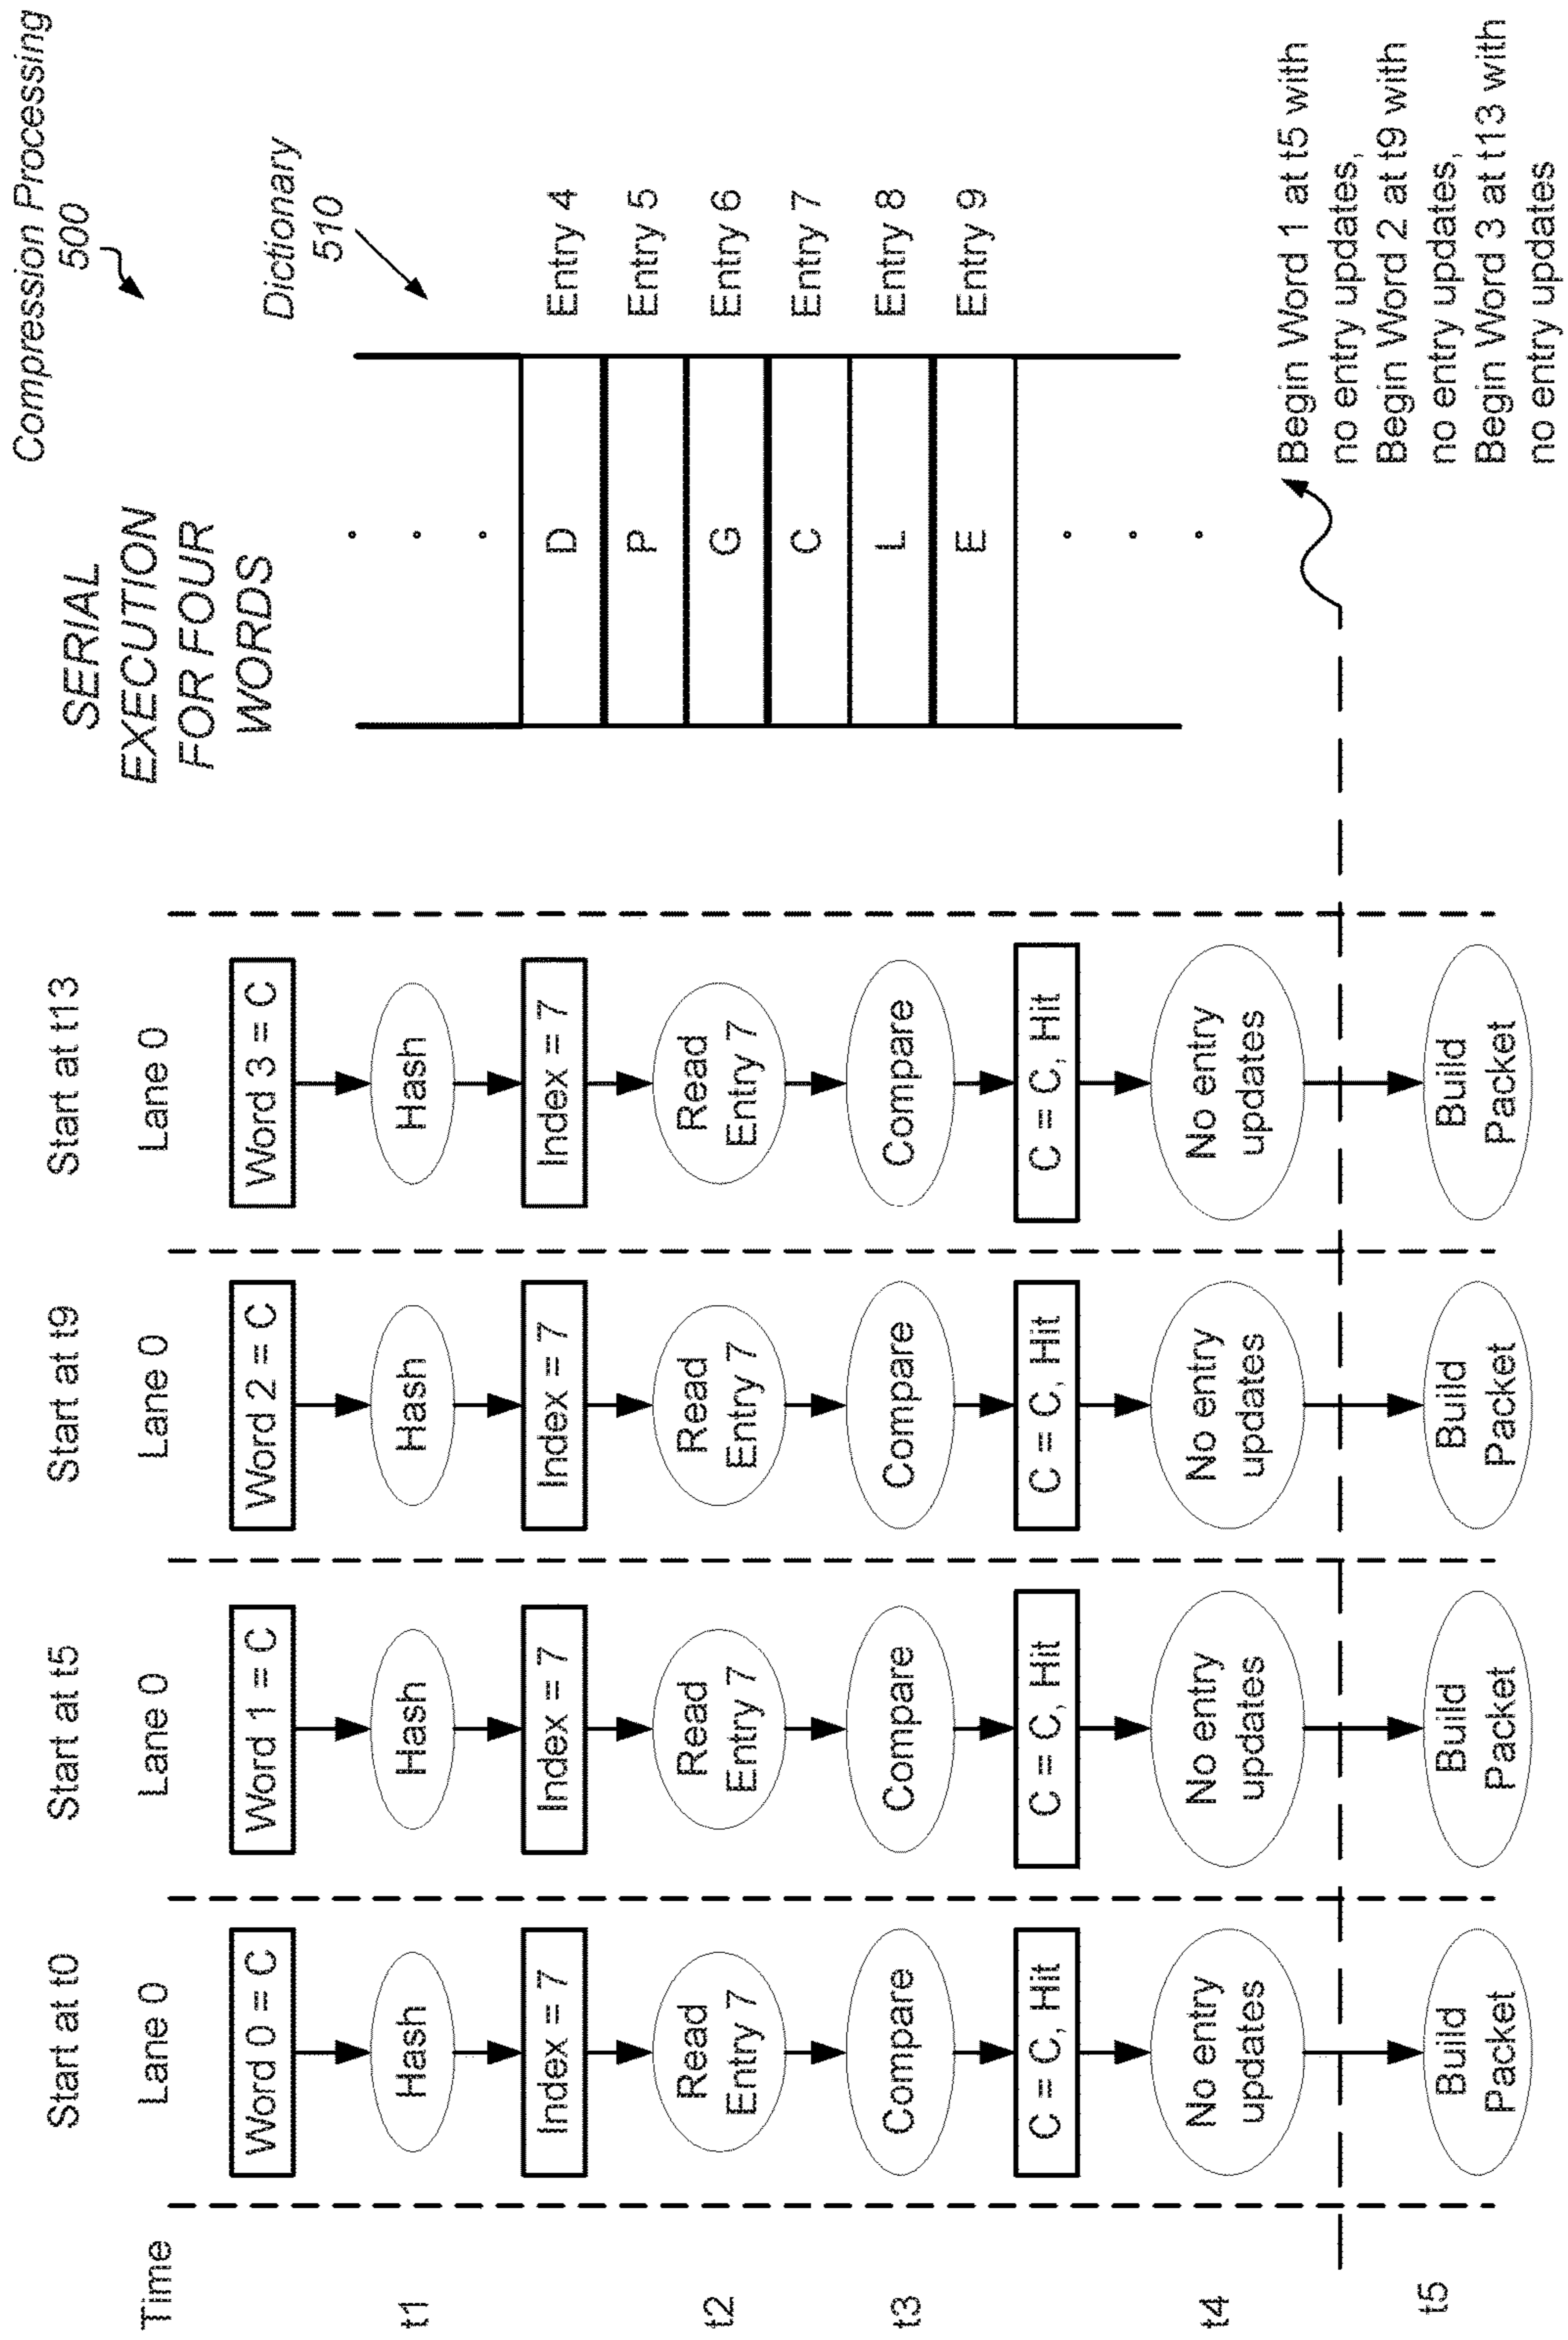 Compression Processing
500
SERIAL
EXECUTION
FOR FOUR
WORDS
Dictionary
510
Start at t0
Start at t5
Start at t9
Start at t13
Time
Lane 0
Lane 0
Lane 0
Lane 0
Word 0 = C
Word 1 = C
Word 2 = C
Word 3 = C
t1
Hash
Hash
Hash
Hash
Index = 7
Index = 7
Index = 7
Index = 7
t2
Read
Entry 7
Read
Entry 7
Read
Entry 7
Read
Entry 7
t3
Compare
Compare
Compare
Compare
C = C, Hit
C = C, Hit
C = C, Hit
C = C, Hit
t4
No entry
updates
No entry
updates
No entry
updates
No entry
updates
t5
Build
Packet
Build
Packet
Build
Packet
Build
Packet
D
Entry 4
P
Entry 5
G
Entry 6
C
Entry 7
L
Entry 8
E
Entry 9
Begin Word 1 at t5 with
no entry updates,
Begin Word 2 at t9 with
no entry updates,
Begin Word 3 at t13 with
no entry updates